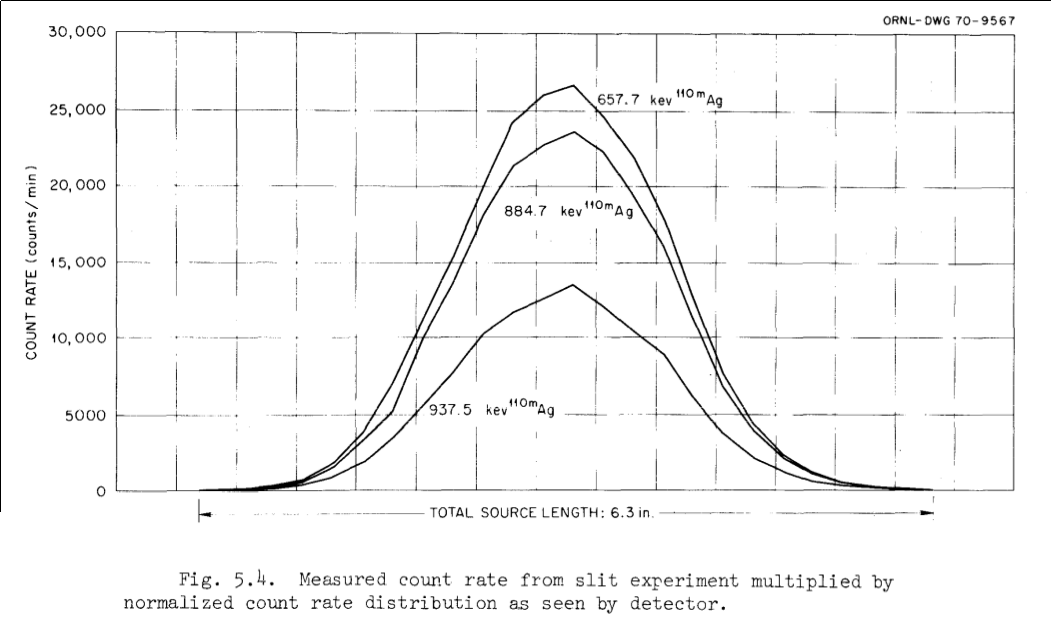 ORNL-DWG 70-9567
30,000
25,000
20,000
15,000
10,000
5000
0
COUNT RATE (counts/min)
657.7 kev 110mAg
884.7 kev 110mAg
937.5 kev 110mAg
TOTAL SOURCE LENGTH: 6.3 in.
Fig. 5.4. Measured count rate from slit experiment multiplied by
normalized count rate distribution as seen by detector.